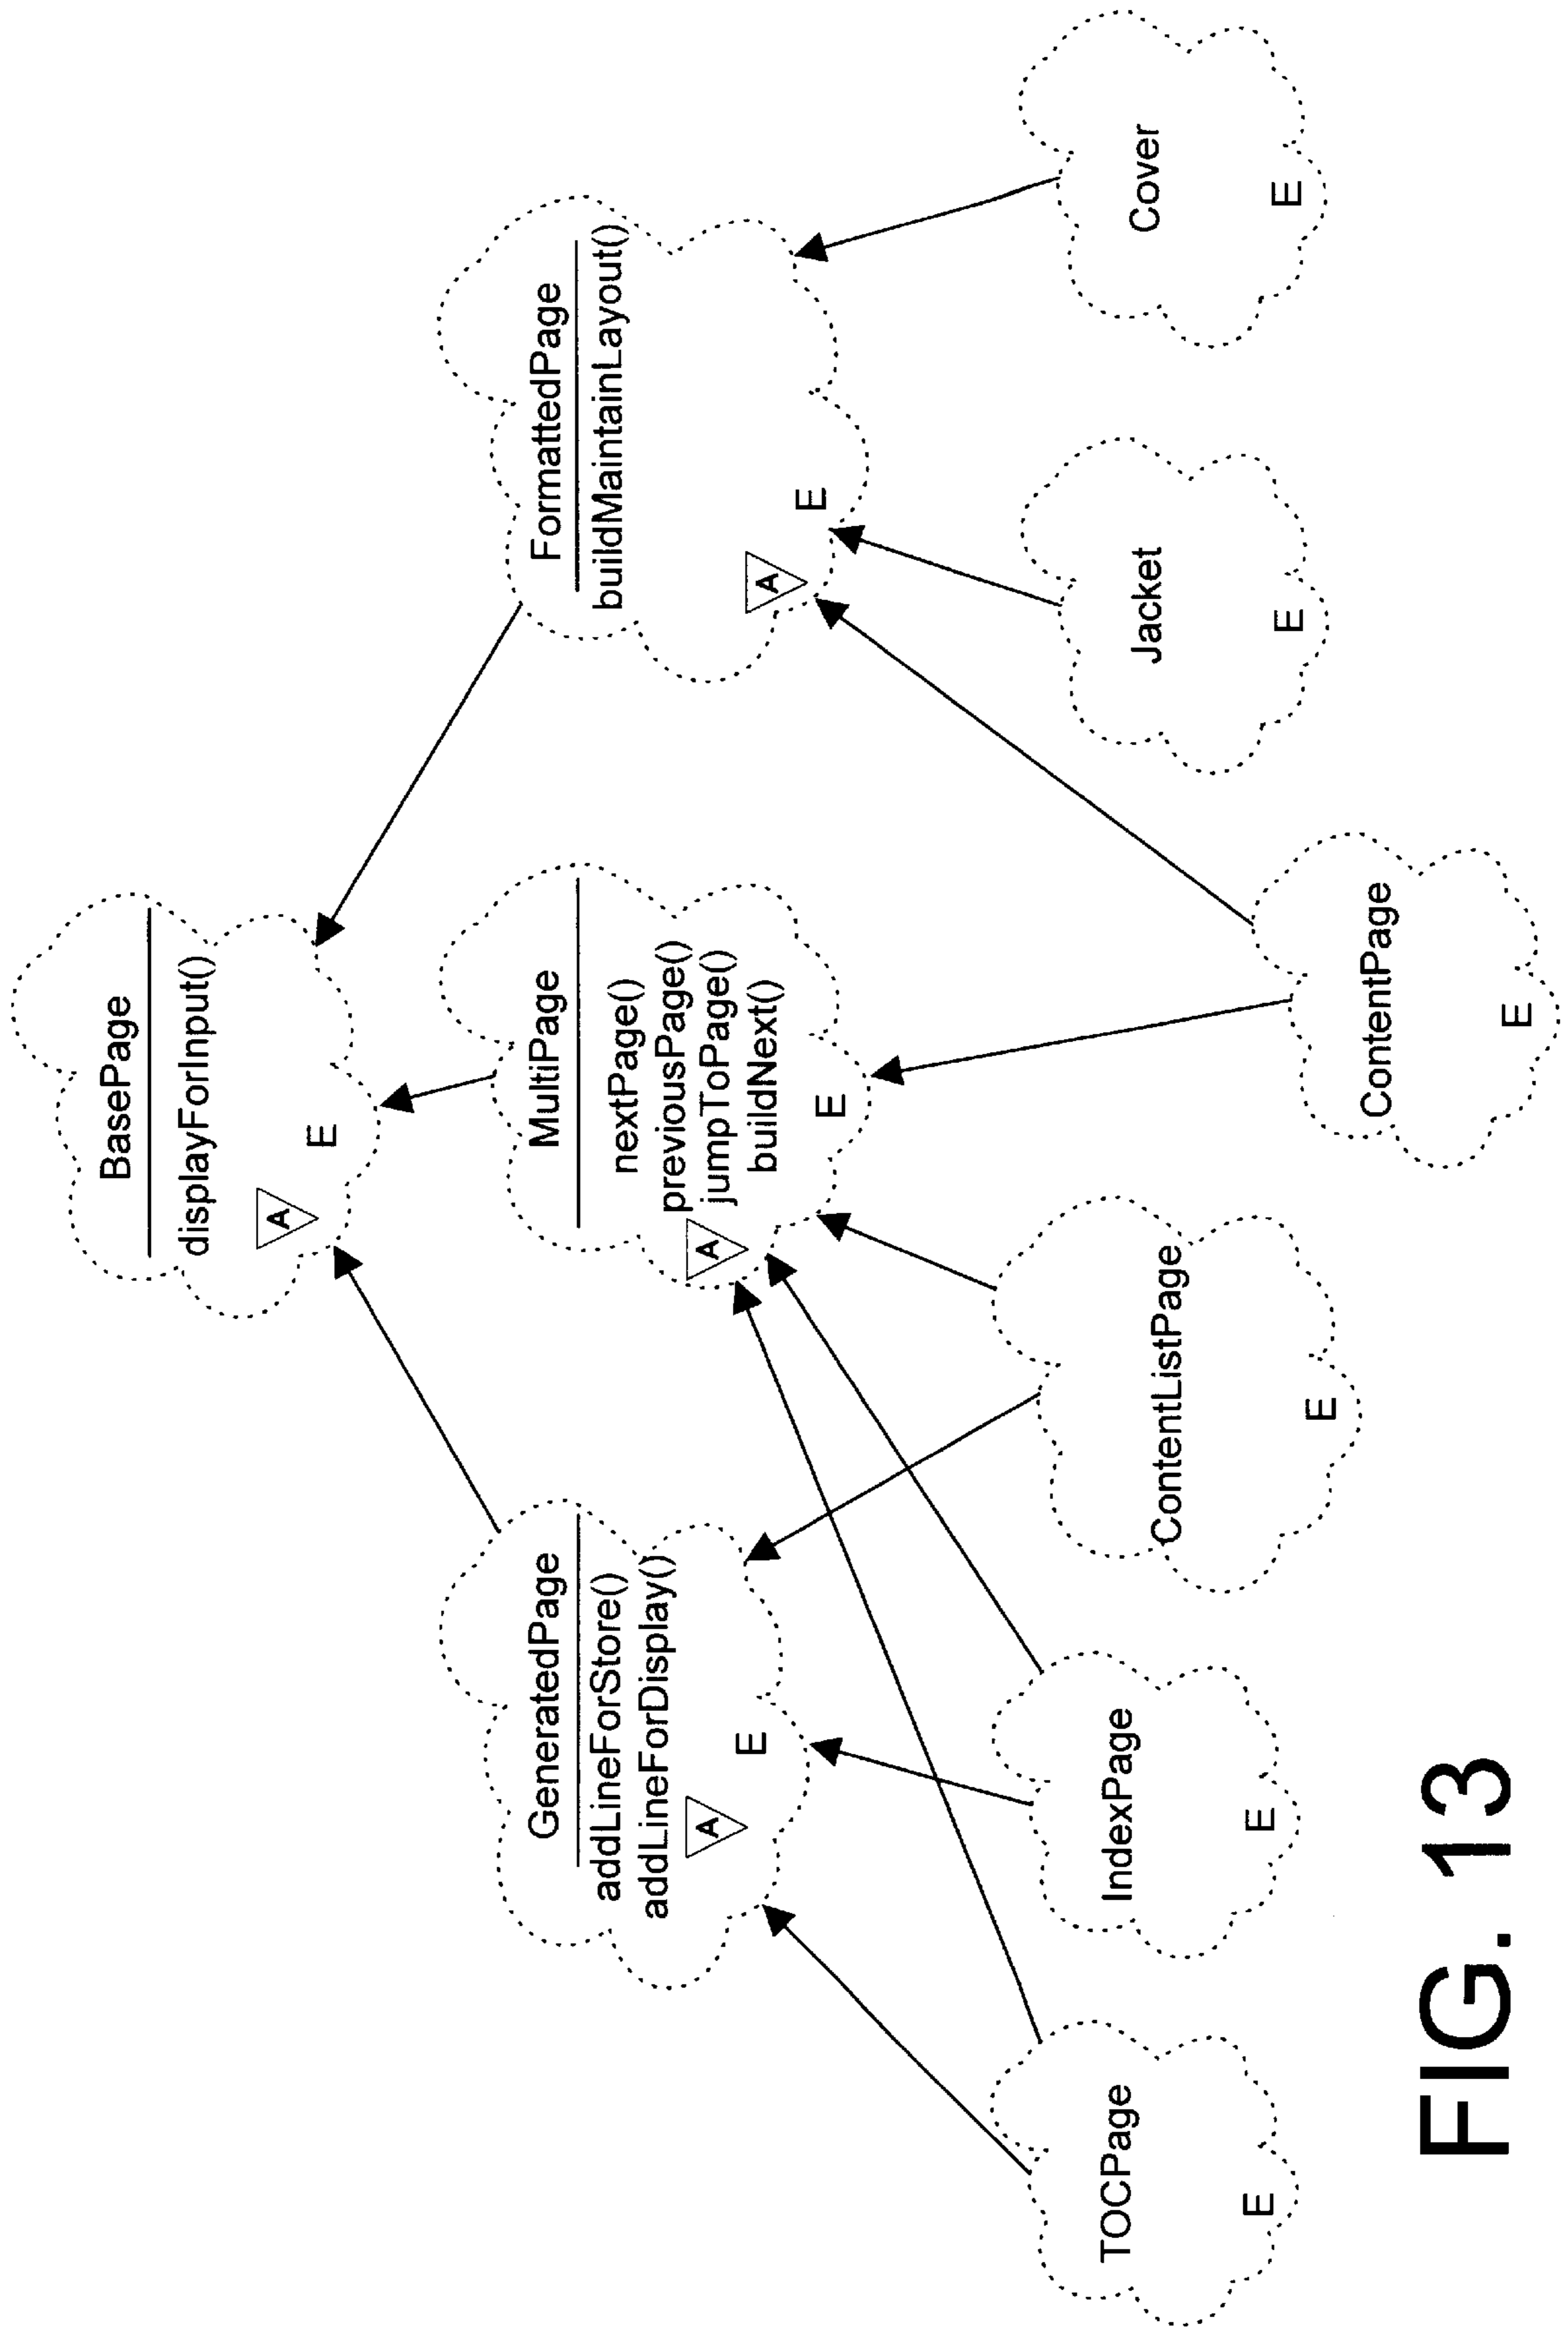 BasePage
displayForInput()
A
E
GeneratedPage
addLineForStore()
addLineForDisplay()
A
E
MultiPage
nextPage()
previousPage()
jumpToPage()
buildNext()
A
E
FormattedPage
buildMaintainLayout()
A
E
TOCPage
E
IndexPage
E
ContentListPage
E
ContentPage
E
Jacket
E
Cover
E
FIG. 13